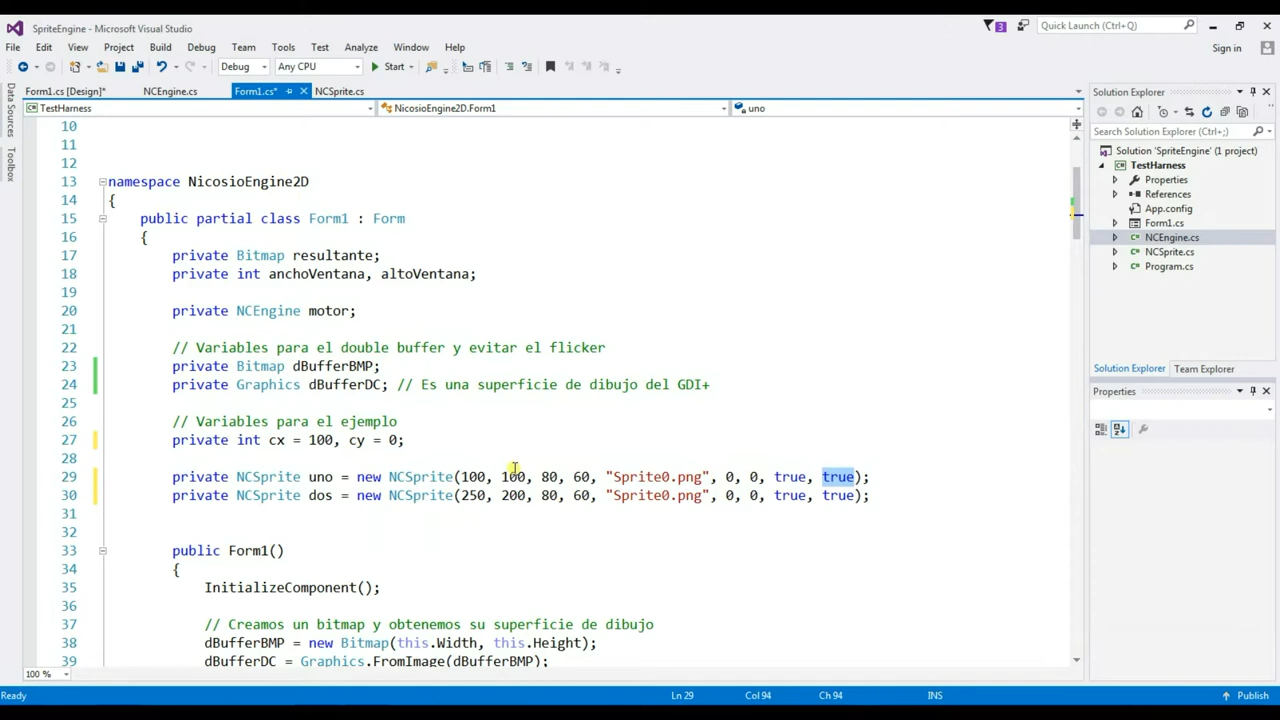 SpriteEngine - Microsoft Visual Studio
3
Quick Launch (Ctrl+Q)
File Edit View Project Build Debug Team Tools Test Analyze Window Help
Sign in
Debug Any CPU Start
Data Sources
Toolbox
Form1.cs [Design]* NCEngine.cs Form1.cs* NCSprite.cs
TestHarness NicosioEngine2D.Form1 uno
10
11
12
13 namespace NicosioEngine2D
14 {
15 public partial class Form1 : Form
16 {
17 private Bitmap resultante;
18 private int anchoVentana, altoVentana;
19
20 private NCEngine motor;
21
22 // Variables para el double buffer y evitar el flicker
23 private Bitmap dBufferBMP;
24 private Graphics dBufferDC; // Es una superficie de dibujo del GDI+
25
26 // Variables para el ejemplo
27 private int cx = 100, cy = 0;
28
29 private NCSprite uno = new NCSprite(100, 100, 80, 60, "Sprite0.png", 0, 0, true, true);
30 private NCSprite dos = new NCSprite(250, 200, 80, 60, "Sprite0.png", 0, 0, true, true);
31
32
33 public Form1()
34 {
35 InitializeComponent();
36
37 // Creamos un bitmap y obtenemos su superficie de dibujo
38 dBufferBMP = new Bitmap(this.Width, this.Height);
39 dBufferDC = Graphics.FromImage(dBufferBMP);
100 %
Solution Explorer
Search Solution Explorer (Ctrl+;)
Solution 'SpriteEngine' (1 project)
TestHarness
Properties
References
App.config
Form1.cs
NCEngine.cs
NCSprite.cs
Program.cs
Solution Explorer Team Explorer
Properties
Ready Ln 29 Col 94 Ch 94 INS Publish